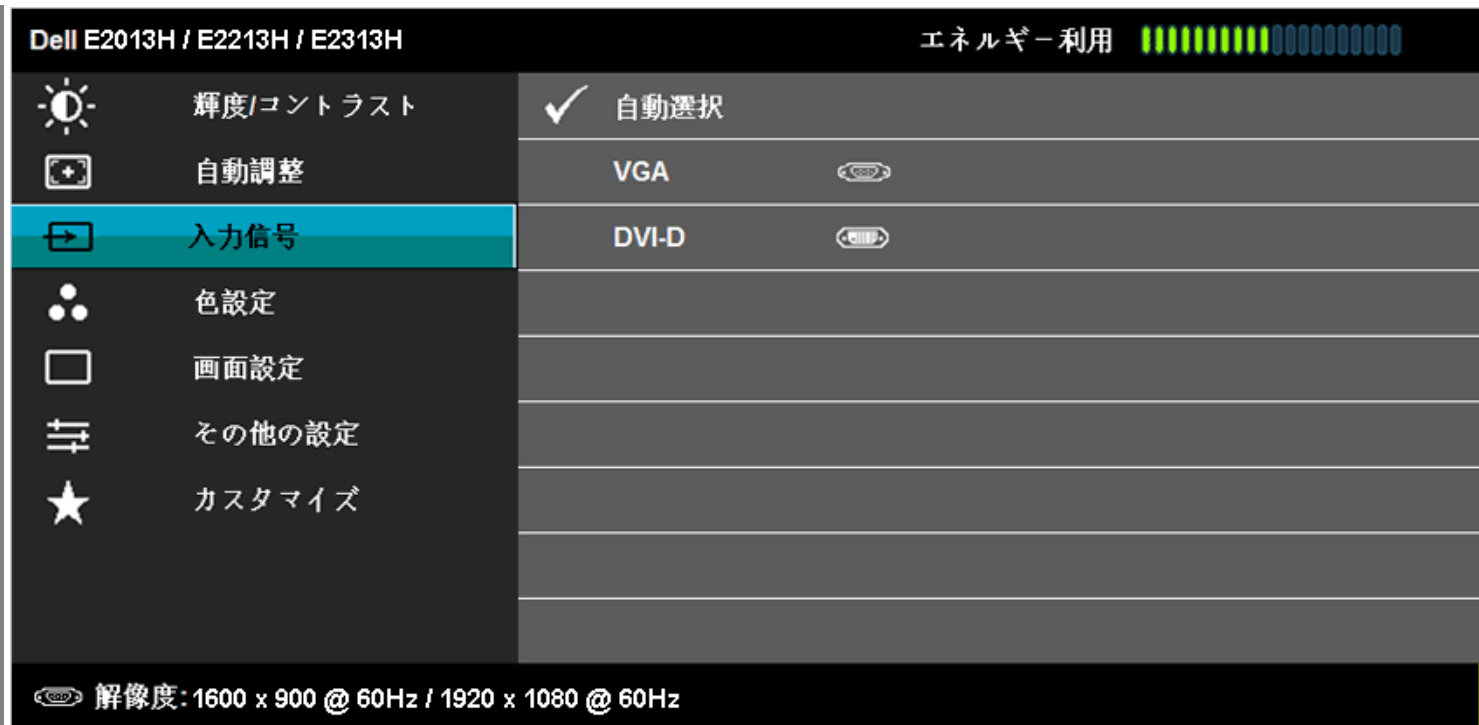 Dell E2013H / E2213H / E2313H
エネルギー利用
輝度/コントラスト
自動選択
自動調整
VGA
入力信号
DVI-D
色設定
画面設定
その他の設定
カスタマイズ
解像度: 1600 x 900 @ 60Hz / 1920 x 1080 @ 60Hz